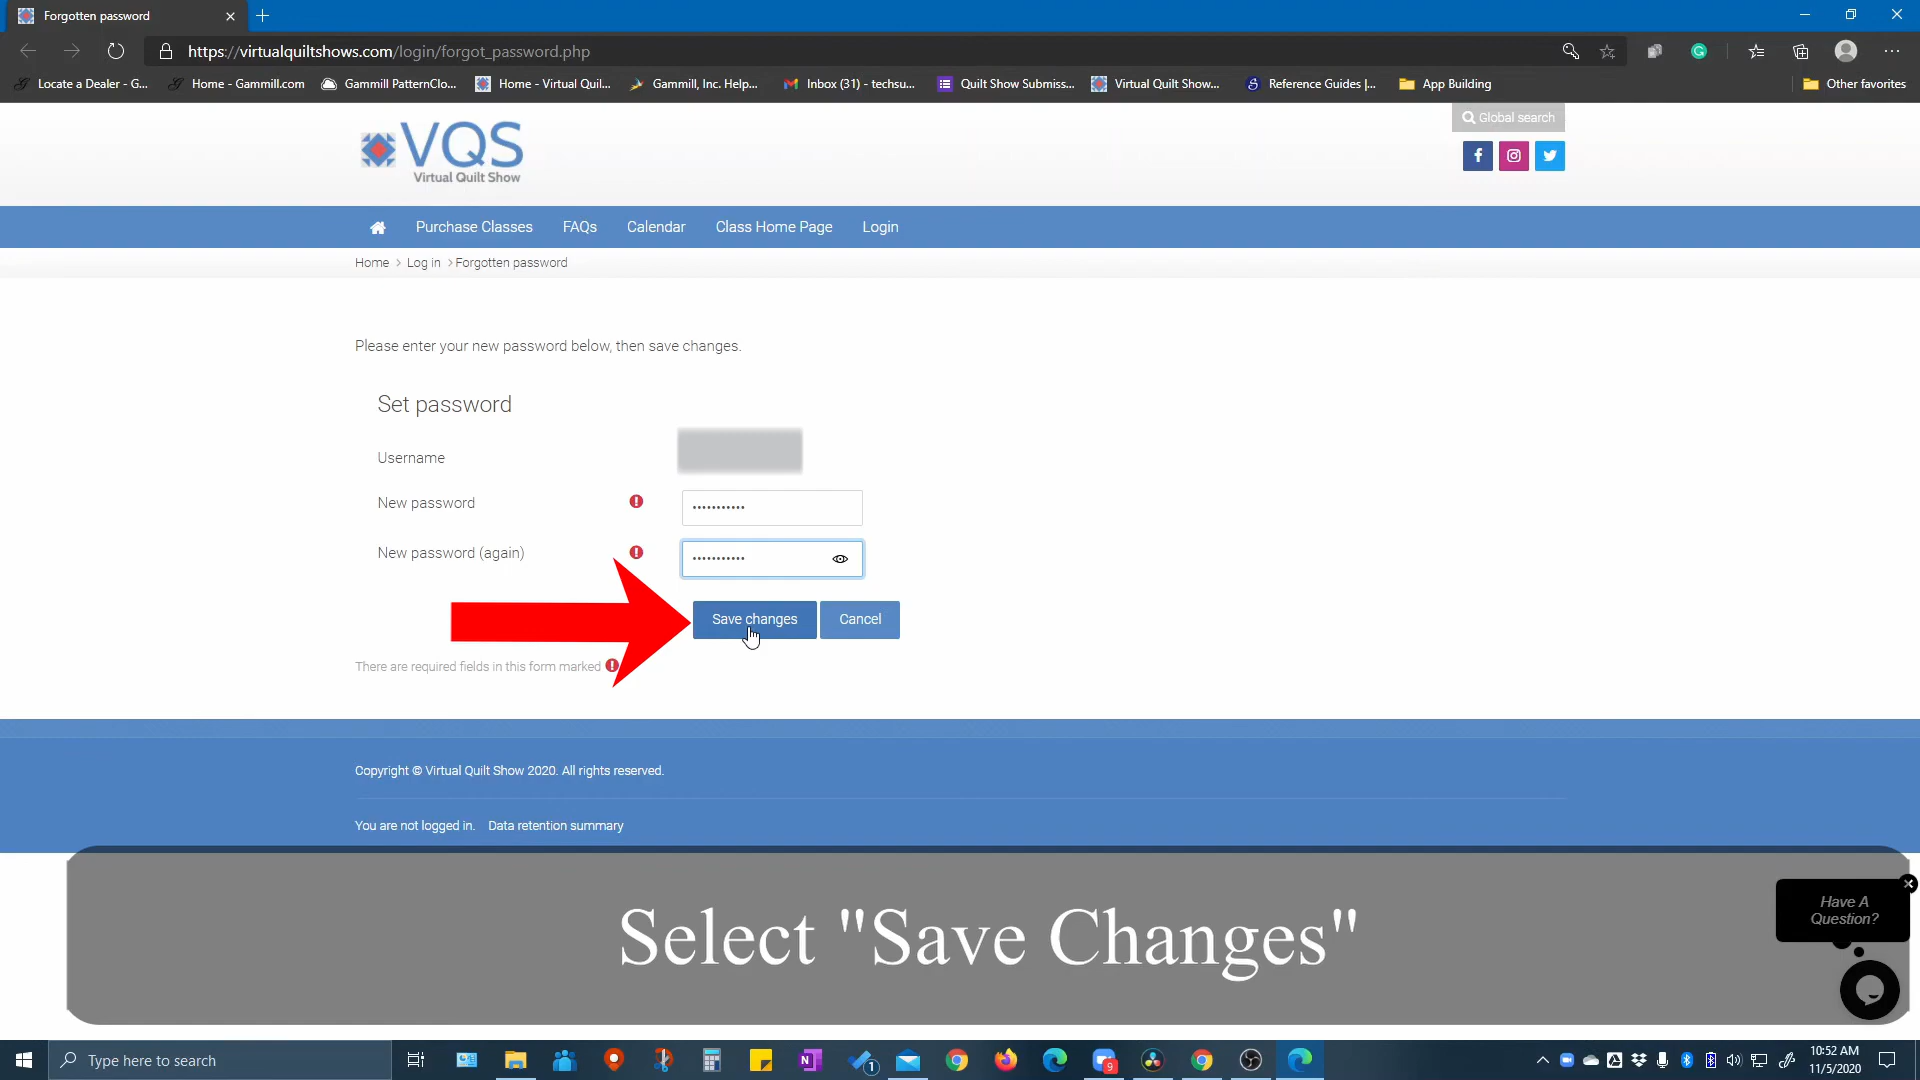 Forgotten password
https://virtualquiltshows.com/login/forgot_password.php
Locate a Dealer - G...
Home - Gammill.com
Gammill PatternClo...
Home - Virtual Quil...
Gammill, Inc. Help...
Inbox (31) - techsu...
Quilt Show Submiss...
Virtual Quilt Show...
Reference Guides |...
App Building
Other favorites
VQS
Virtual Quilt Show
Global search
Purchase Classes
FAQs
Calendar
Class Home Page
Login
Home > Log in > Forgotten password
Please enter your new password below, then save changes.
Set password
Username
New password
•••••••••••
New password (again)
•••••••••••
Save changes
Cancel
There are required fields in this form marked
Copyright © Virtual Quilt Show 2020. All rights reserved.
You are not logged in. Data retention summary
Select "Save Changes"
Have A
Question?
Type here to search
1
9
10:52 AM
11/5/2020